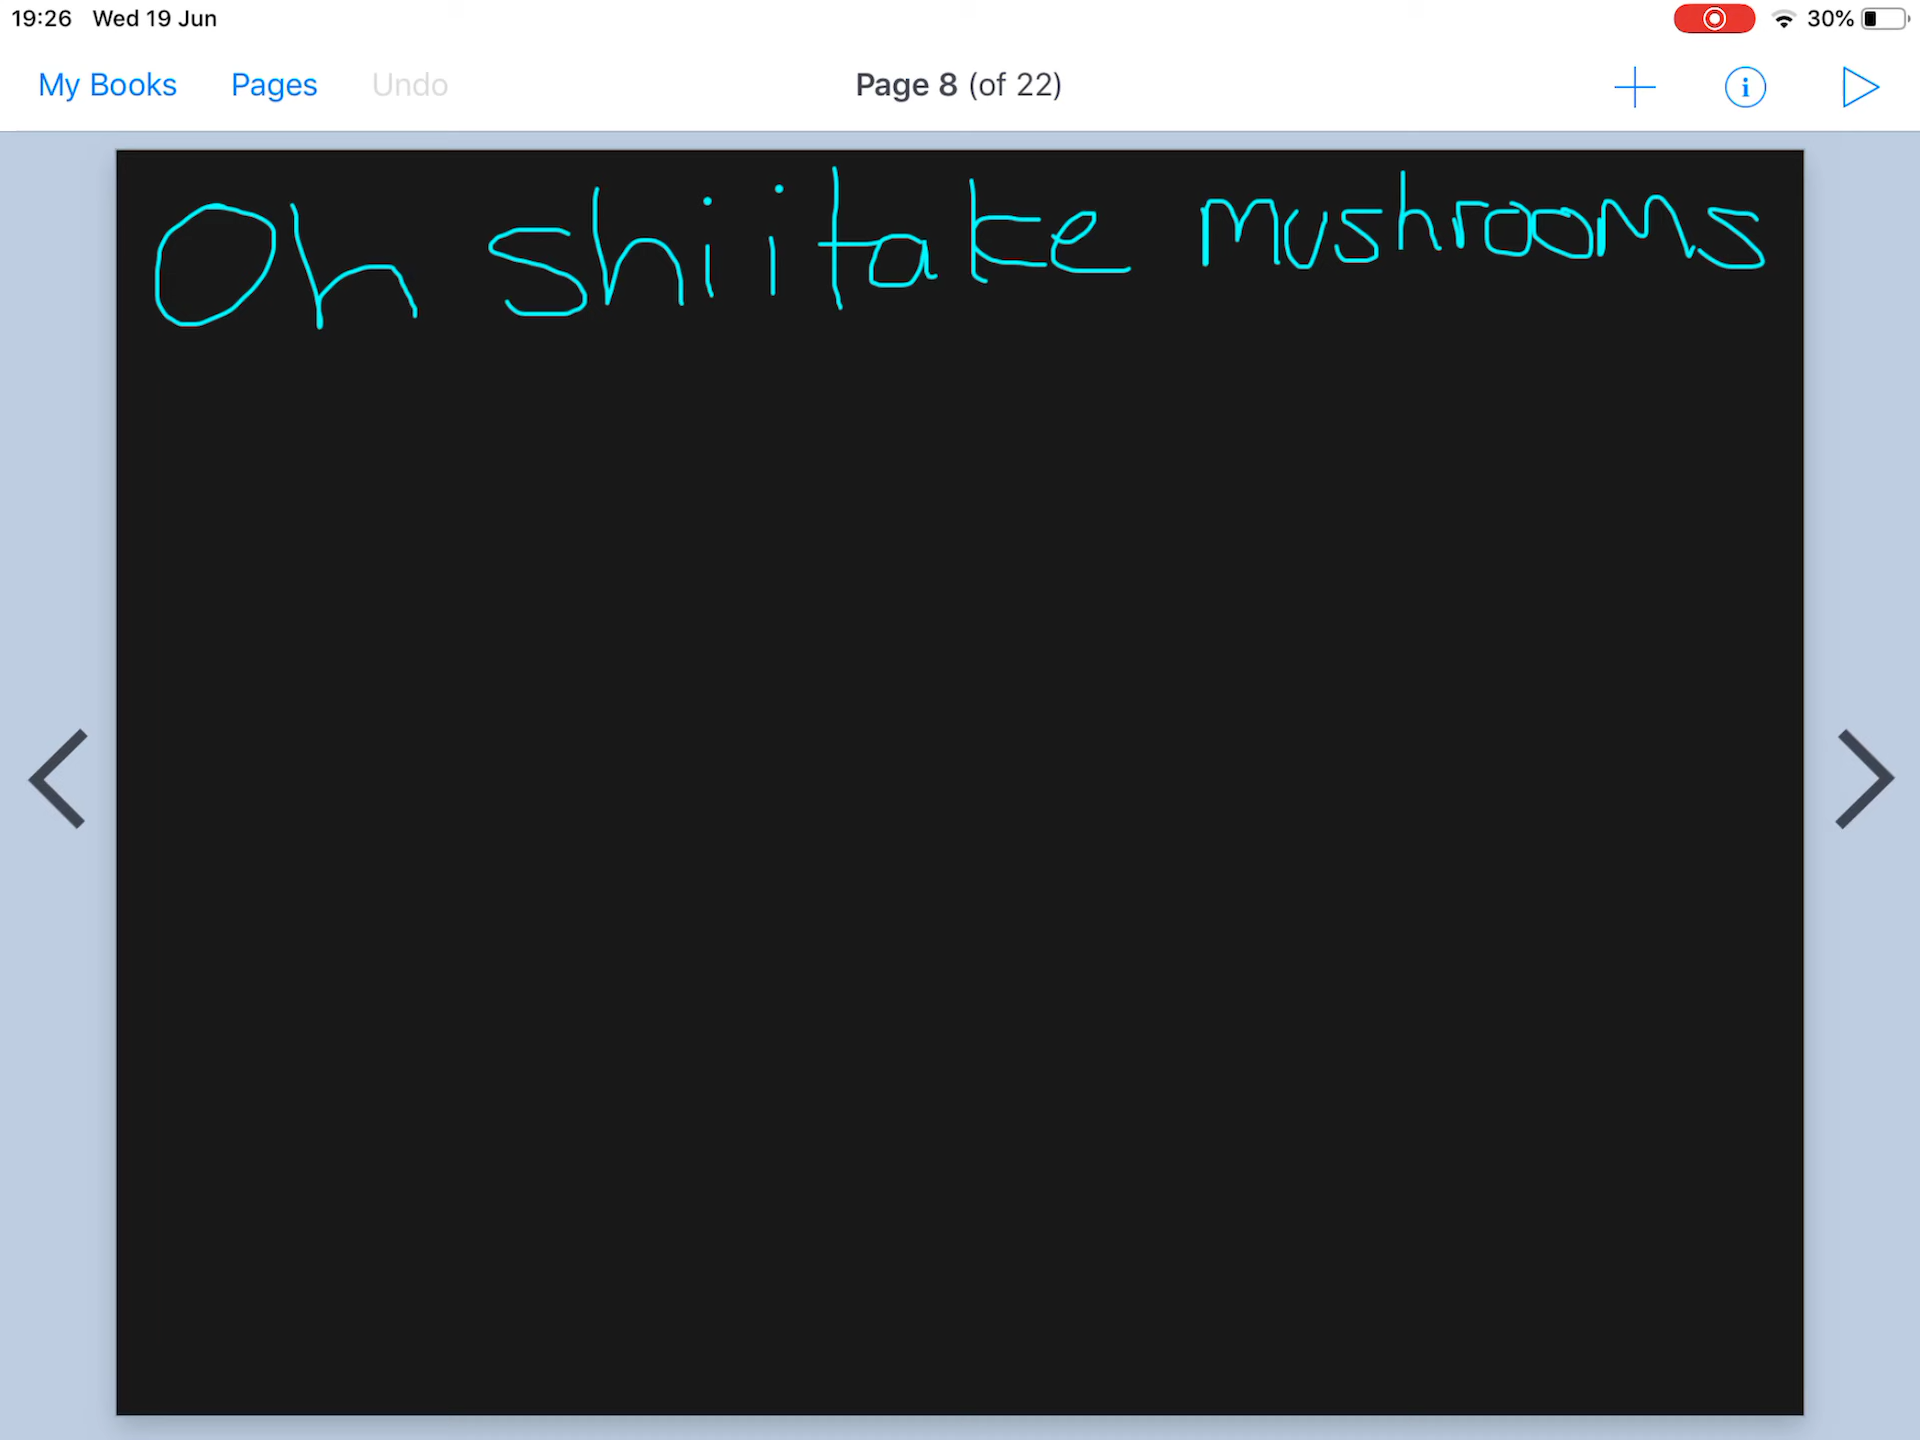 19:26 Wed 19 Jun 30%
My Books Pages Undo Page 8 (of 22)
Oh shiitake mushrooms